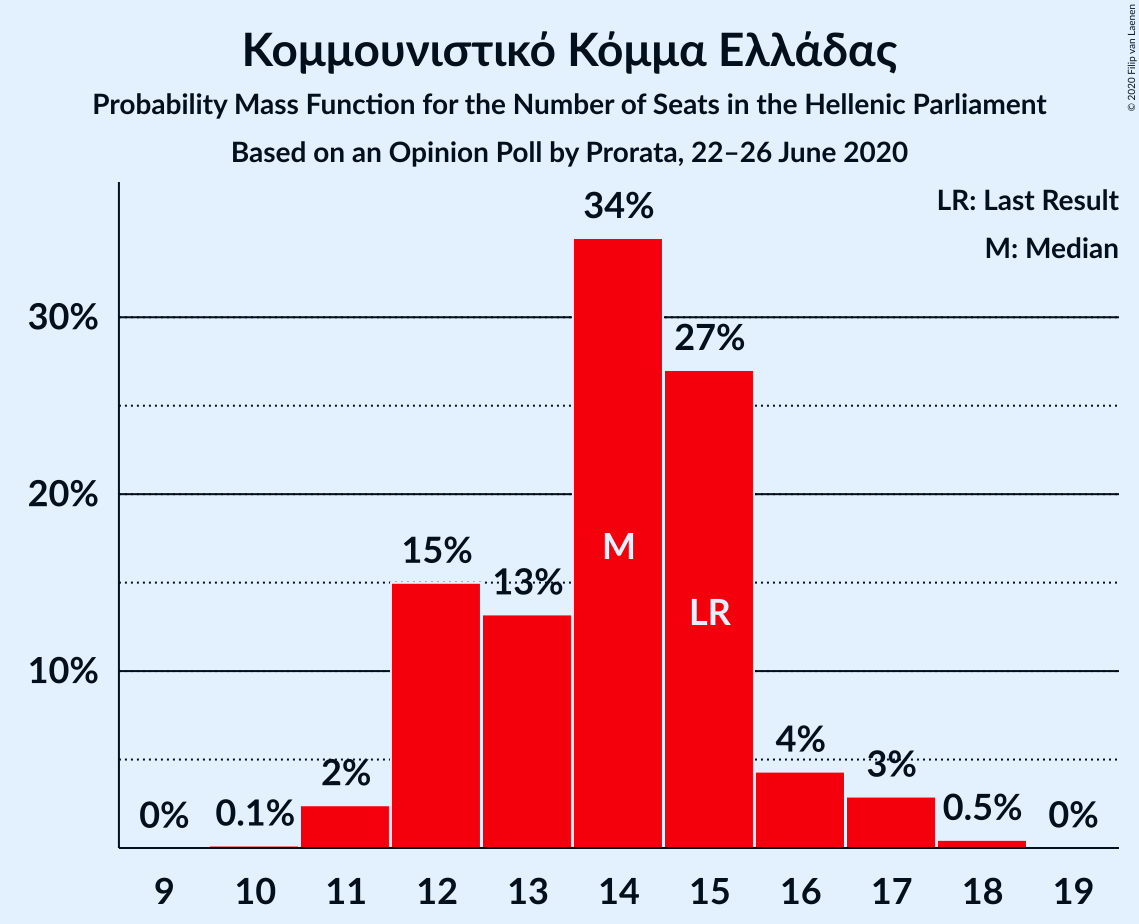 Κομμουνιστικό Κόμμα Ελλάδας
Probability Mass Function for the Number of Seats in the Hellenic Parliament
Based on an Opinion Poll by Prorata, 22–26 June 2020
© 2020 Filip van Laenen
LR: Last Result
M: Median
34%
30%
27%
20%
15%
13%
M
LR
10%
4%
3%
2%
0%
0.1%
0.5%
0%
9 10 11 12 13 14 15 16 17 18 19